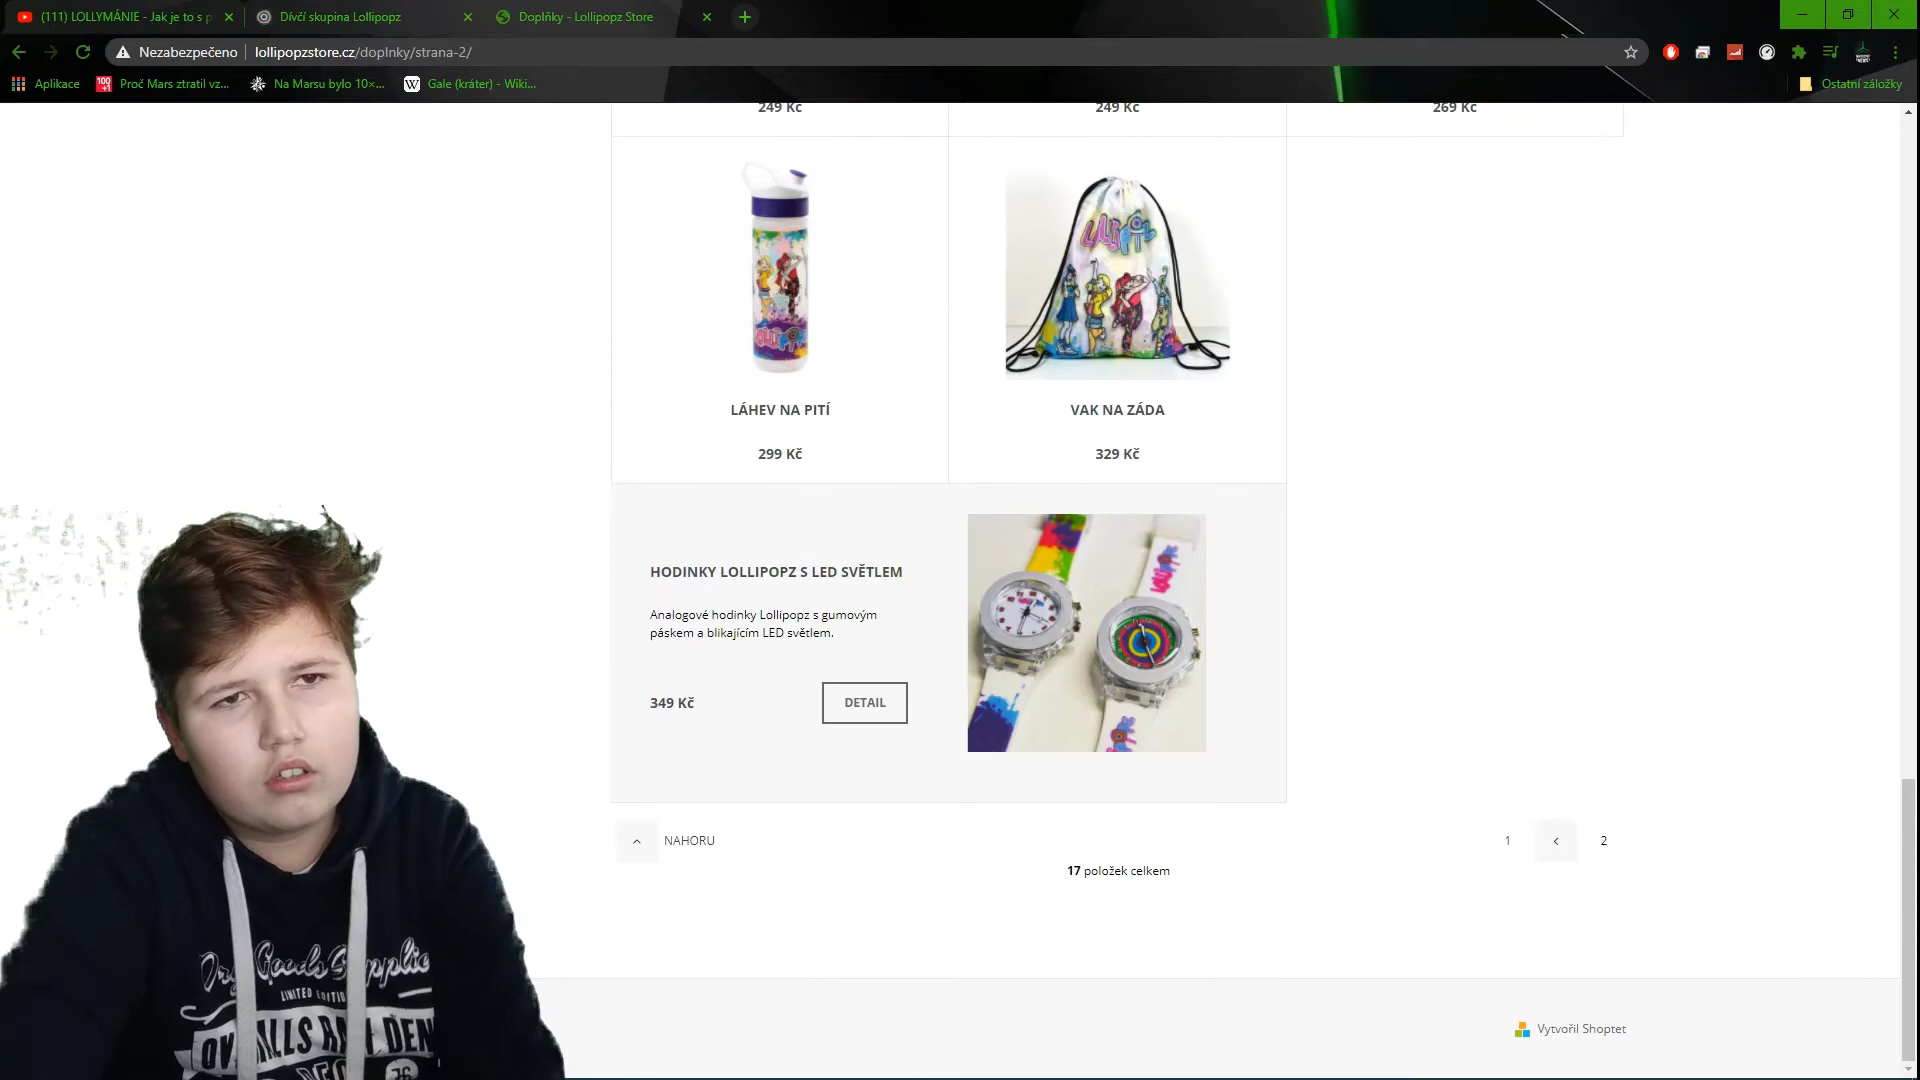 (111) LOLLYMÁNIE - Jak je to s p
Dívčí skupina Lollipopz
Doplňky - Lollipopz Store
Nezabezpečeno
lollipopzstore.cz/doplnky/strana-2/
Aplikace
Proč Mars ztratil vz...
Na Marsu bylo 10×...
Gale (kráter) - Wiki...
Ostatní záložky
249 Kč
249 Kč
269 Kč
LÁHEV NA PITÍ
VAK NA ZÁDA
299 Kč
329 Kč
HODINKY LOLLIPOPZ S LED SVĚTLEM
Analogové hodinky Lollipopz s gumovým
páskem a blikajícím LED světlem.
349 Kč
DETAIL
NAHORU
1
2
17 položek celkem
LIMITED EDITION
Vytvořil Shoptet